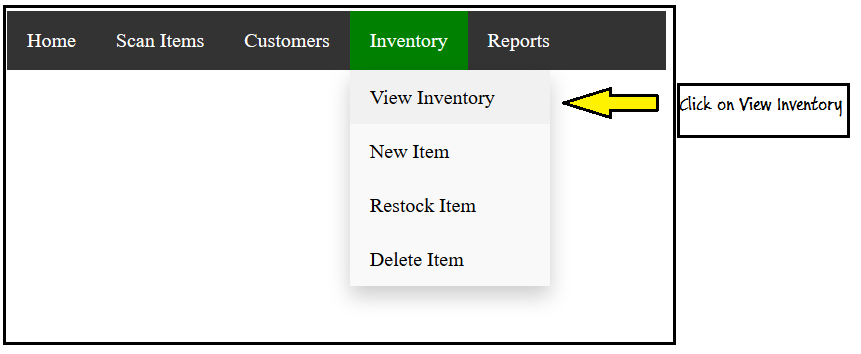 Home Scan Items Customers Inventory Reports
View Inventory
Click on View Inventory
New Item
Restock Item
Delete Item